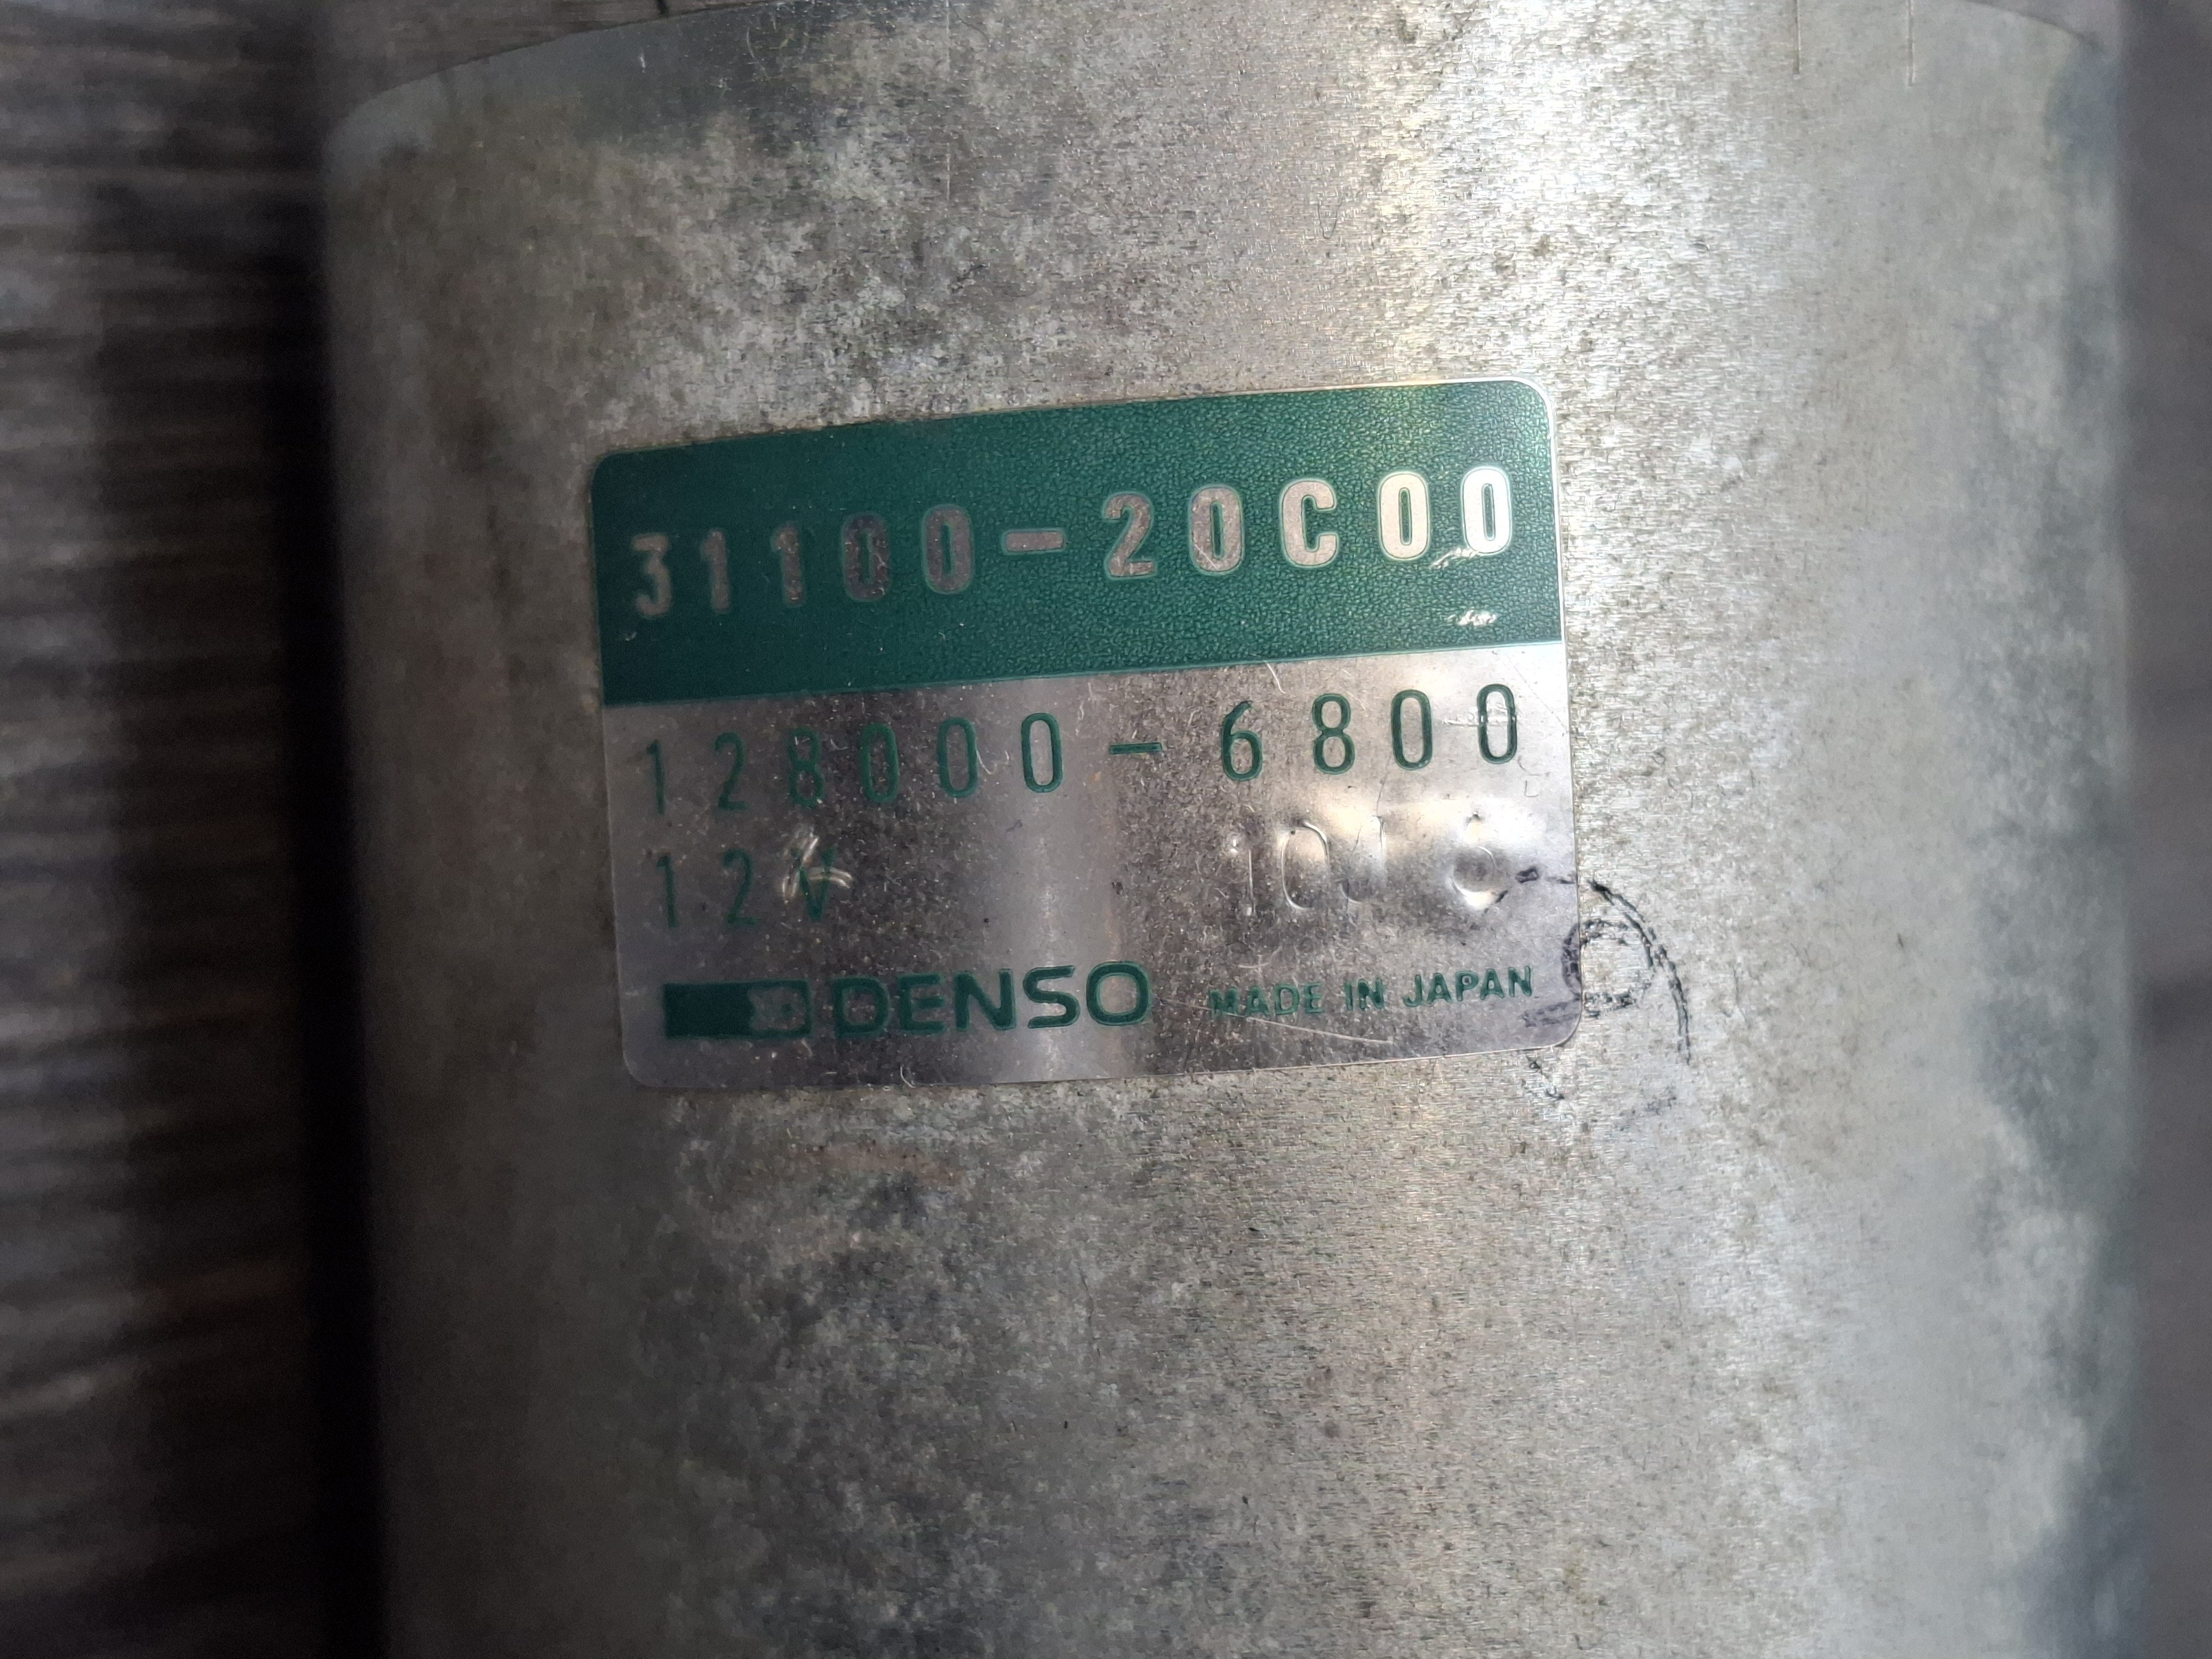 31100-20C00
128000-6800
12V
DENSO MADE IN JAPAN